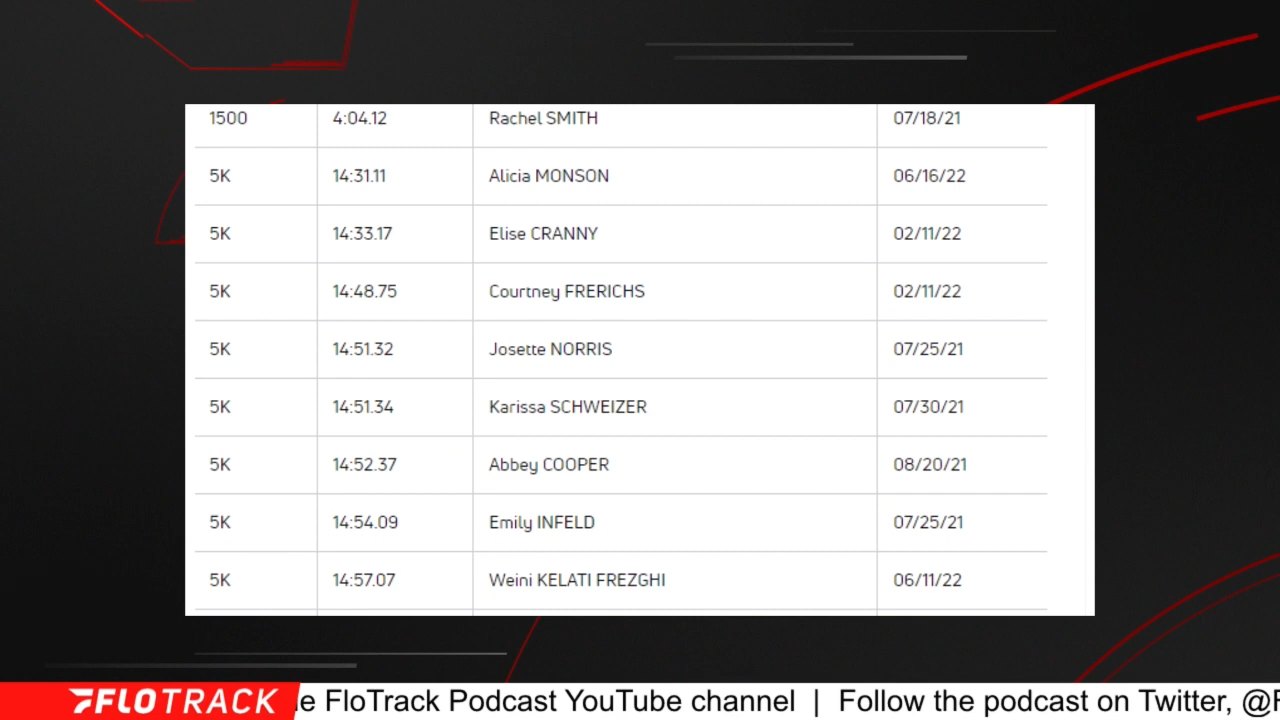 1500 4:04.12 Rachel SMITH 07/18/21
5K 14:31.11 Alicia MONSON 06/16/22
5K 14:33.17 Elise CRANNY 02/11/22
5K 14:48.75 Courtney FRERICHS 02/11/22
5K 14:51.32 Josette NORRIS 07/25/21
5K 14:51.34 Karissa SCHWEIZER 07/30/21
5K 14:52.37 Abbey COOPER 08/20/21
5K 14:54.09 Emily INFELD 07/25/21
5K 14:57.07 Weini KELATI FREZGHI 06/11/22
FLOTRACK FloTrack Podcast YouTube channel | Follow the podcast on Twitter,